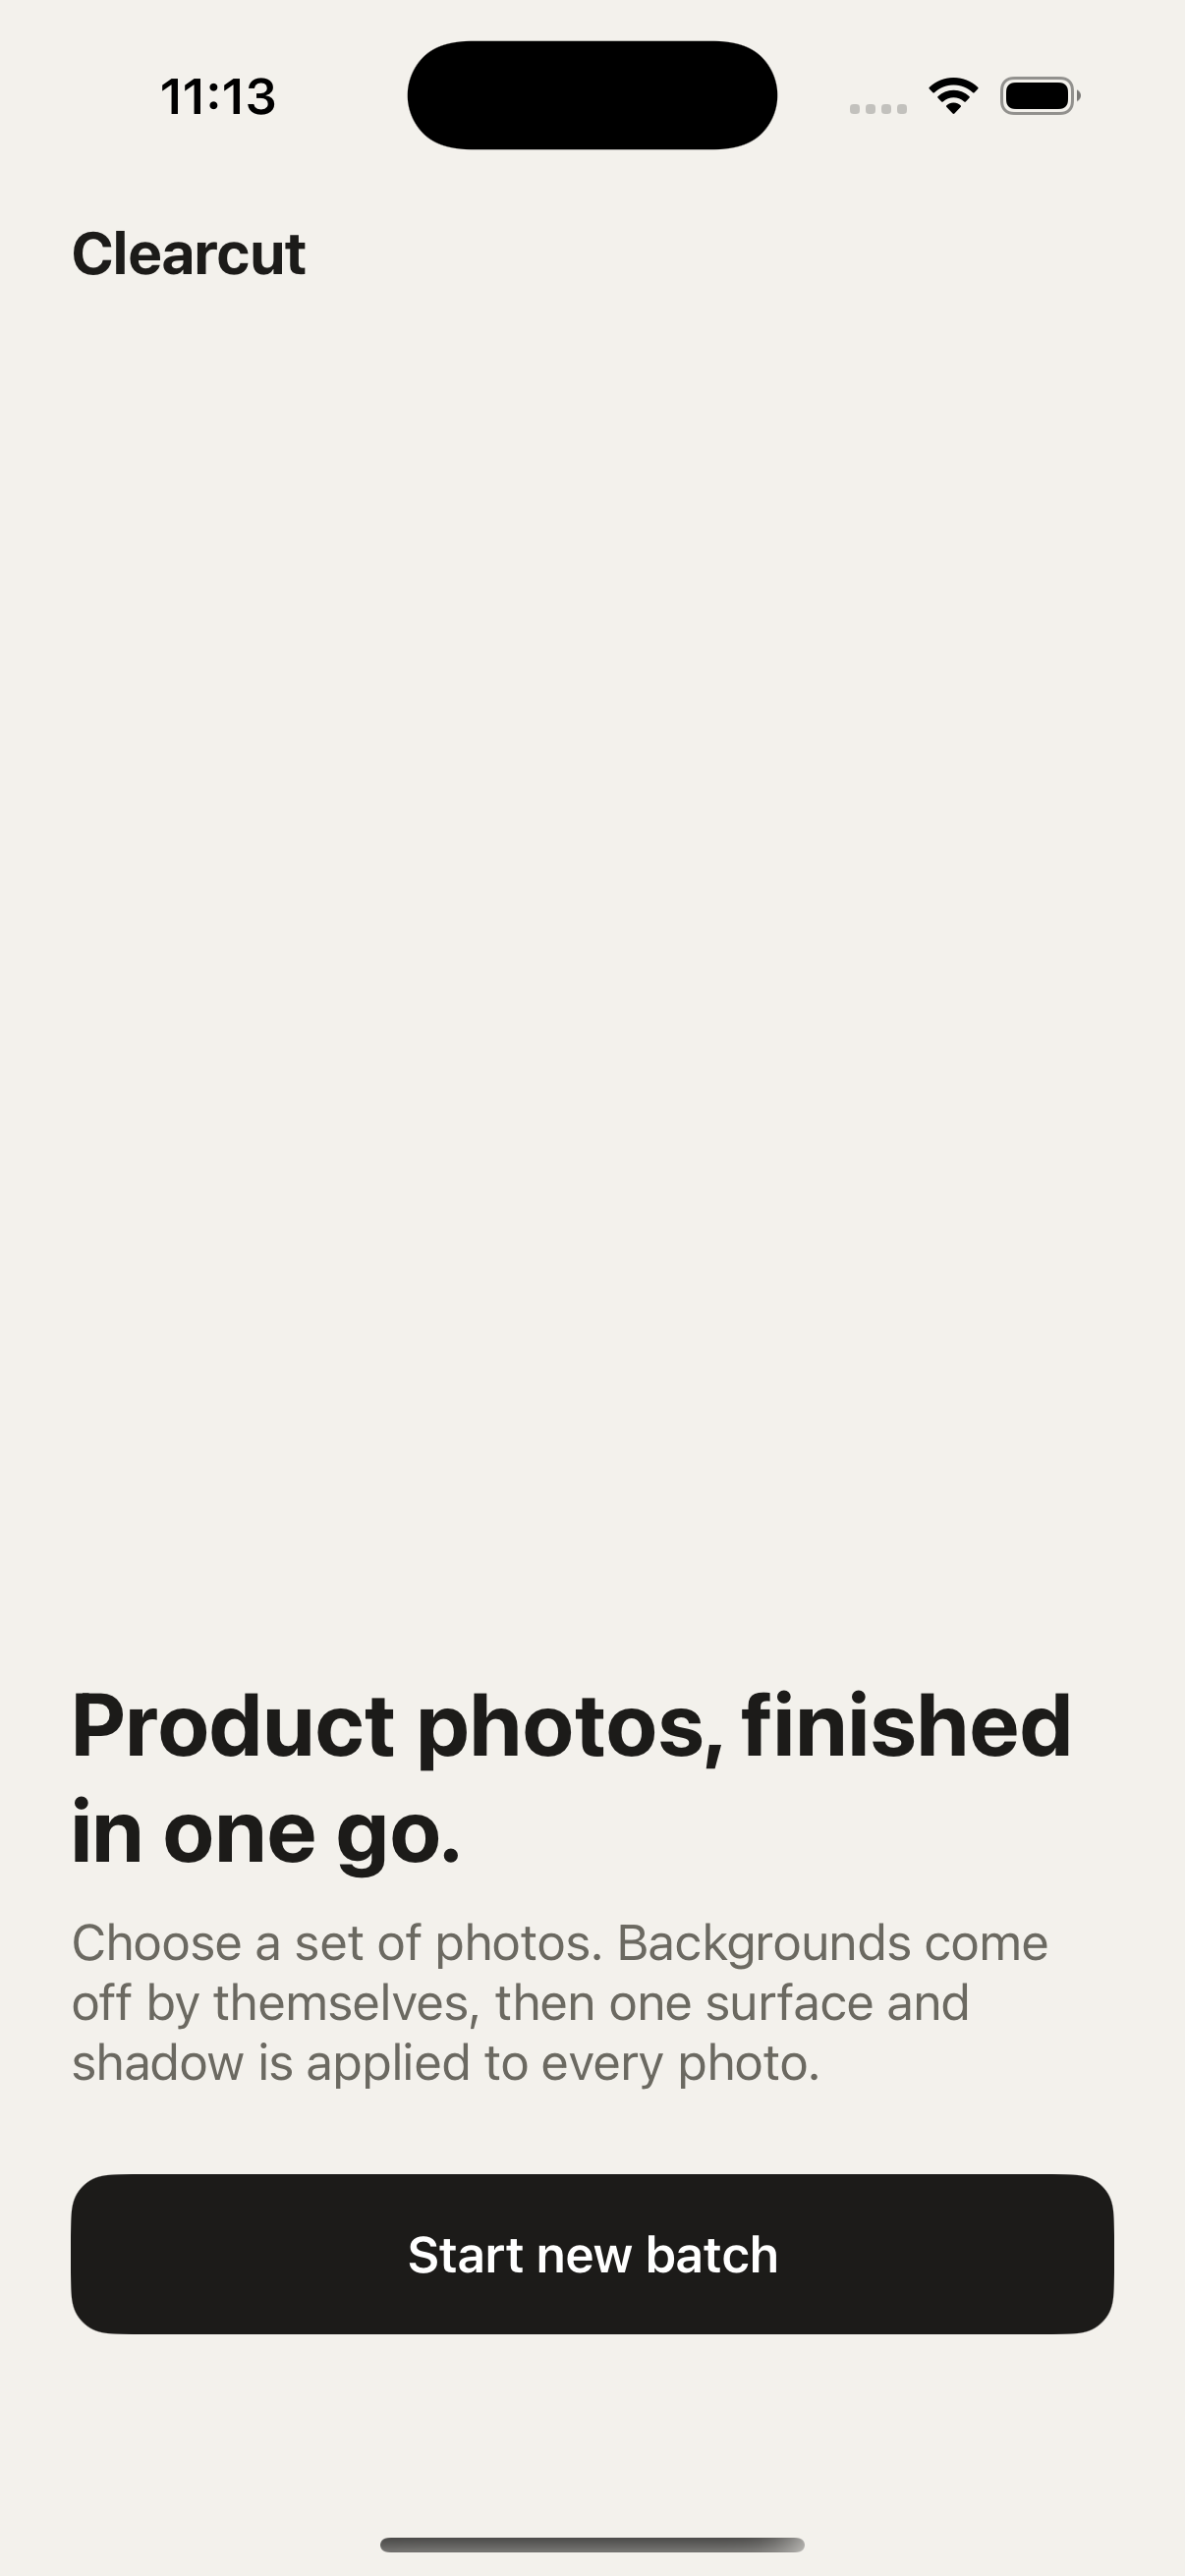 11:13
Clearcut
Product photos, finished
in one go.
Choose a set of photos. Backgrounds come
off by themselves, then one surface and
shadow is applied to every photo.
Start new batch